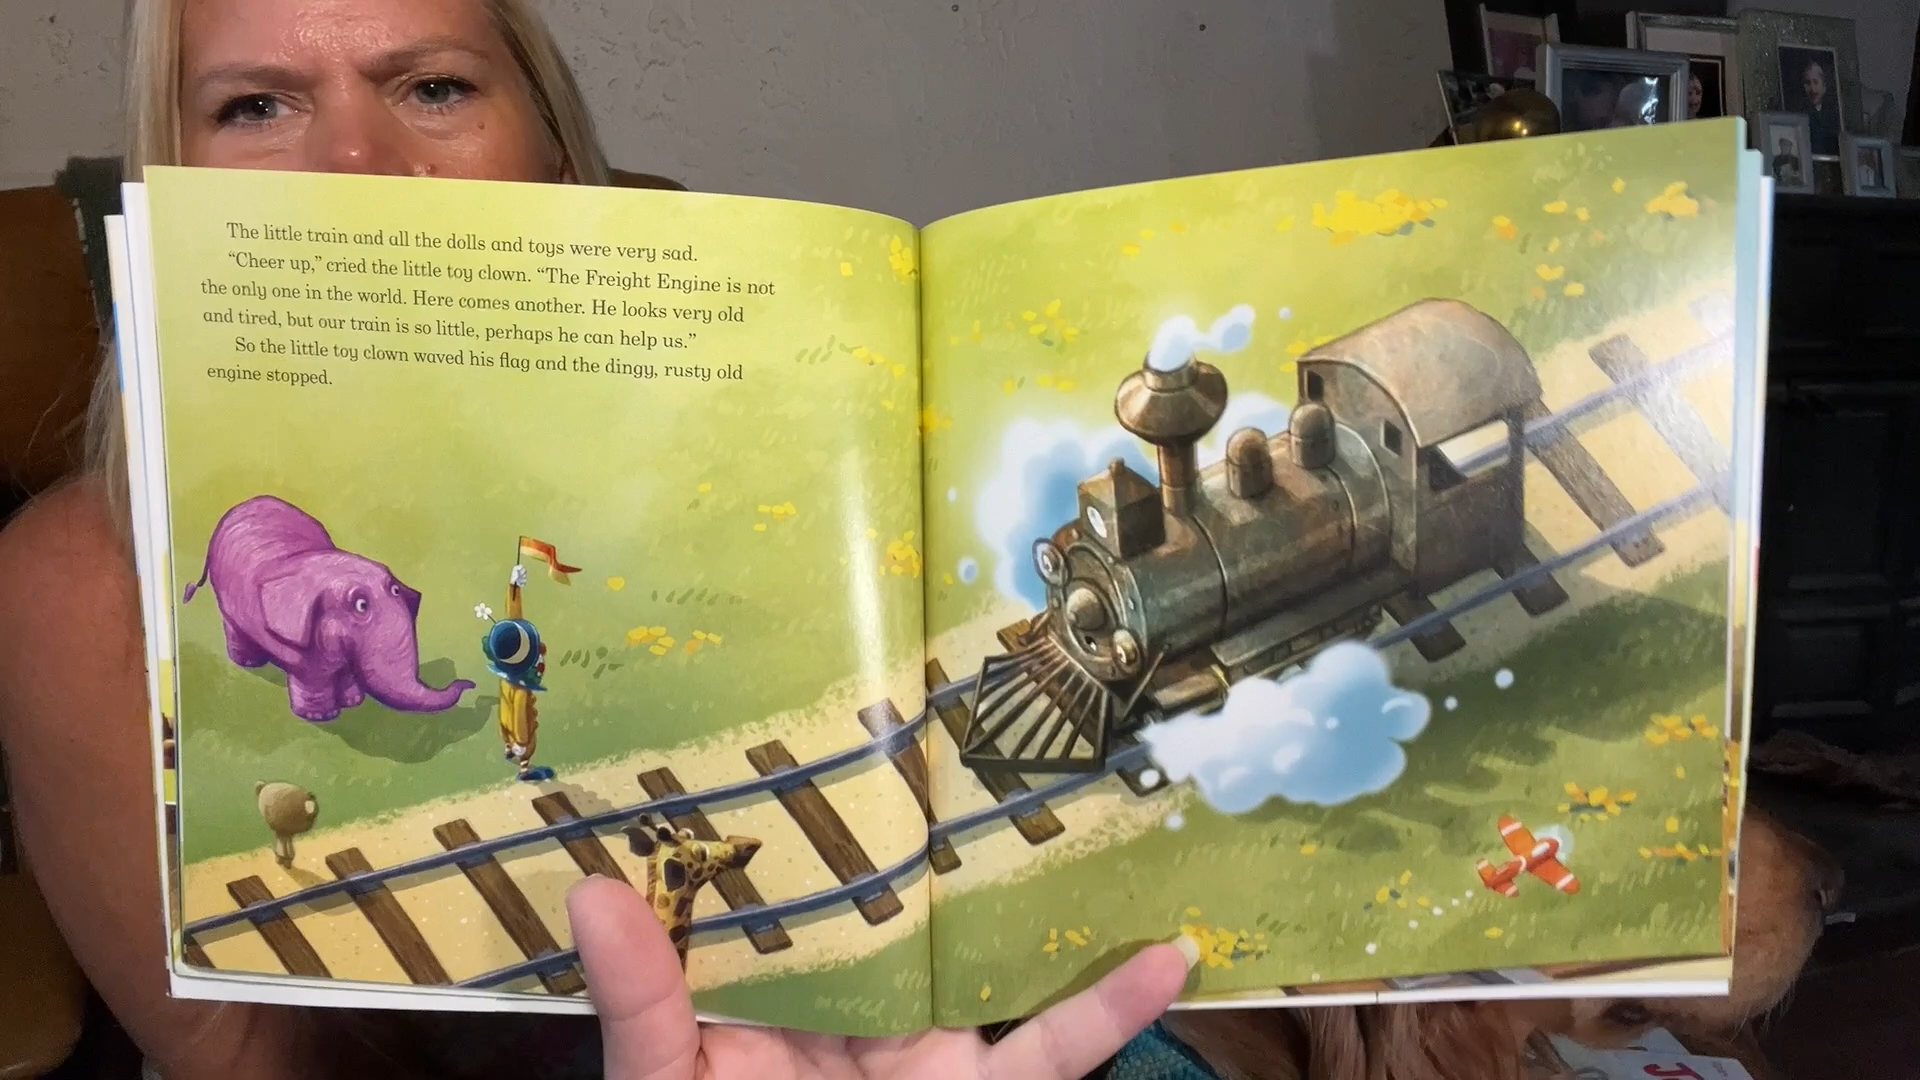 The little train and all the dolls and toys were very sad.
“Cheer up,” cried the little toy clown. “The Freight Engine is not
the only one in the world. Here comes another. He looks very old
and tired, but our train is so little, perhaps he can help us.”
So the little toy clown waved his flag and the dingy, rusty old
engine stopped.